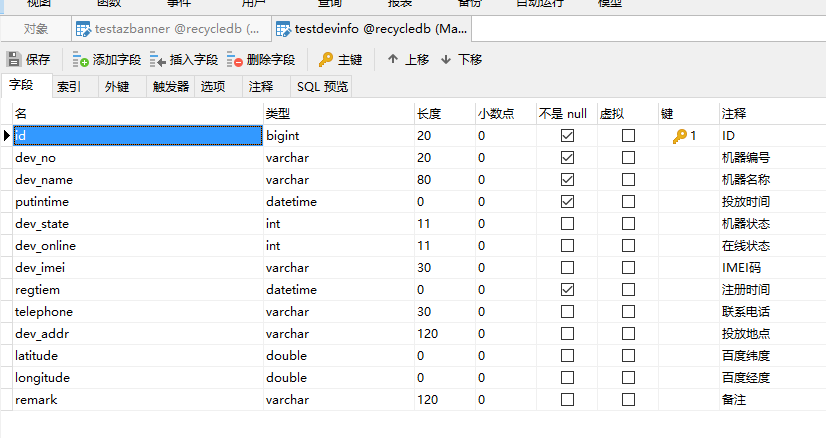 视图 函数 事件 用户 查询 报表 备份 自动运行 模型
对象 testazbanner @recycledb (... testdevinfo @recycledb (Ma...
保存 添加字段 插入字段 删除字段 主键 上移 下移
字段 索引 外键 触发器 选项 注释 SQL 预览
名 类型 长度 小数点 不是 null 虚拟 键 注释
id bigint 20 0 1 ID
dev_no varchar 20 0 机器编号
dev_name varchar 80 0 机器名称
putintime datetime 0 0 投放时间
dev_state int 11 0 机器状态
dev_online int 11 0 在线状态
dev_imei varchar 30 0 IMEI码
regtiem datetime 0 0 注册时间
telephone varchar 30 0 联系电话
dev_addr varchar 120 0 投放地点
latitude double 0 0 百度纬度
longitude double 0 0 百度经度
remark varchar 120 0 备注